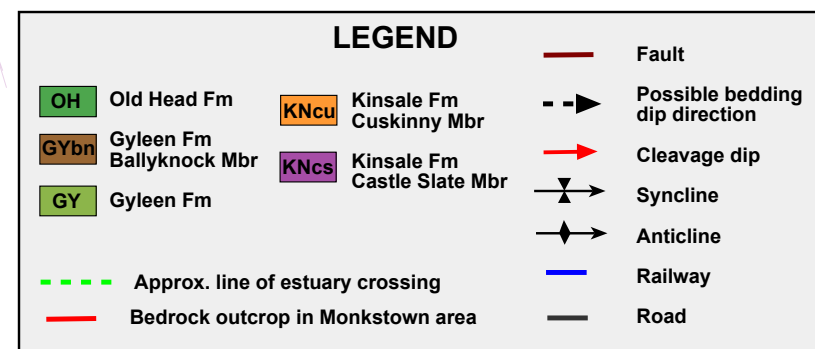 LEGEND
OH
Old Head Fm
GYbn
Gyleen Fm
Ballyknock Mbr
GY
Gyleen Fm
KNcu
Kinsale Fm
Cuskinny Mbr
KNcs
Kinsale Fm
Castle Slate Mbr
Approx. line of estuary crossing
Bedrock outcrop in Monkstown area
Fault
Possible bedding
dip direction
Cleavage dip
Syncline
Anticline
Railway
Road